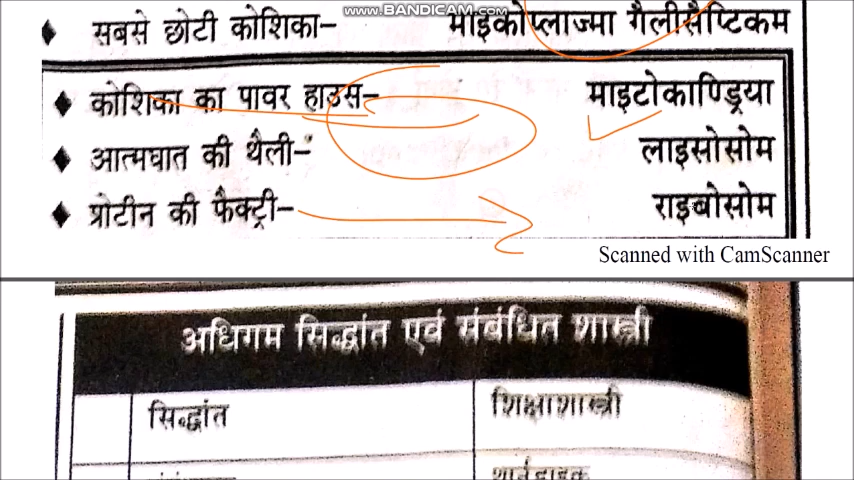 WWW.BANDICAM.COM
♦ सबसे छोटी कोशिका– माइकोप्लाज्मा गैलीसैप्टिकम
♦ कोशिका का पावर हाउस– माइटोकाण्ड्रिया
♦ आत्मघात की थैली– लाइसोसोम
♦ प्रोटीन की फैक्ट्री– राइबोसोम
Scanned with CamScanner
अधिगम सिद्धांत एवं संबंधित शास्त्री
सिद्धांत शिक्षाशास्त्री